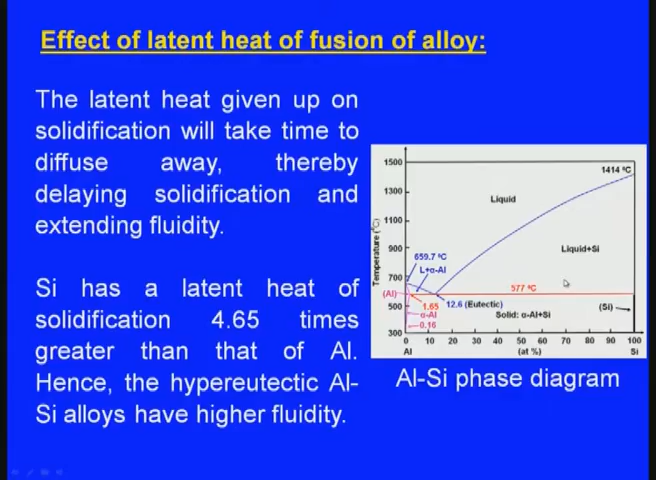 Effect of latent heat of fusion of alloy:
The latent heat given up on
solidification will take time to
diffuse away, thereby
delaying solidification and
extending fluidity.
Si has a latent heat of
solidification 4.65 times
greater than that of Al.
Hence, the hypereutectic Al-
Si alloys have higher fluidity.
1500
1414 ºC
1300
Liquid
1100
Temperature (ºC)
900
Liquid+Si
659.7 ºC
L+α-Al
700
577 ºC
(Al)
500
1.65
12.6 (Eutectic)
(Si)
α-Al
Solid: α-Al+Si
0.16
300
0 10 20 30 40 50 60 70 80 90 100
Al (at %) Si
Al-Si phase diagram